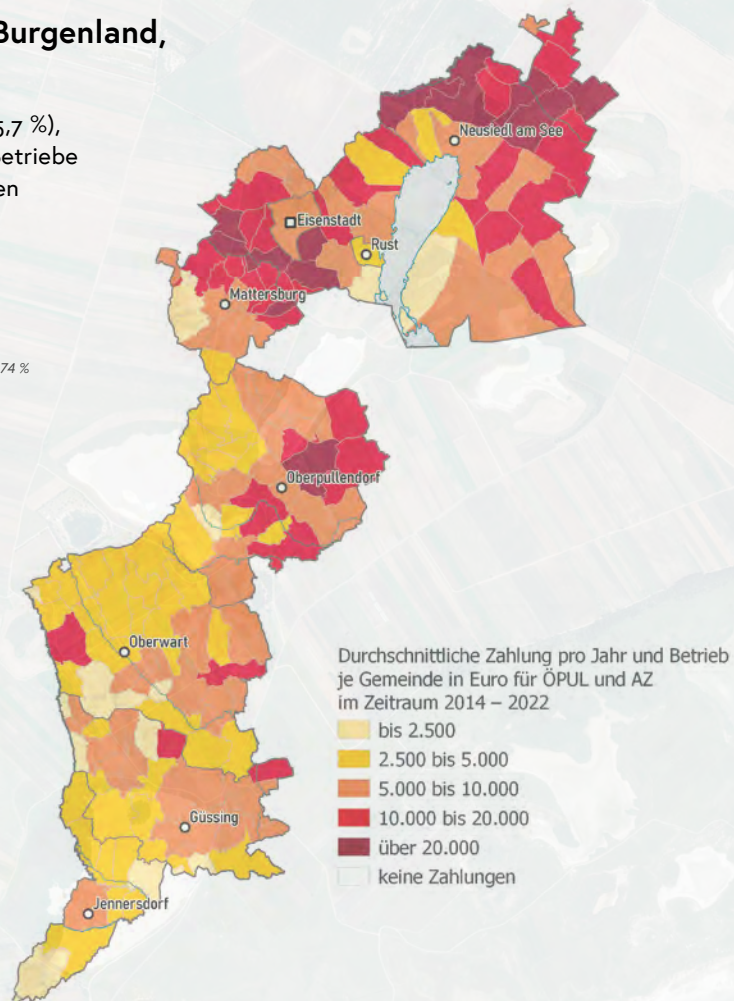 Burgenland,
5,7 %),
etriebe
en
74 %
Neusiedl am See
Eisenstadt
Rust
Mattersburg
Oberpullendorf
Oberwart
Güssing
Jennersdorf
Durchschnittliche Zahlung pro Jahr und Betrieb
je Gemeinde in Euro für ÖPUL und AZ
im Zeitraum 2014 – 2022
bis 2.500
2.500 bis 5.000
5.000 bis 10.000
10.000 bis 20.000
über 20.000
keine Zahlungen